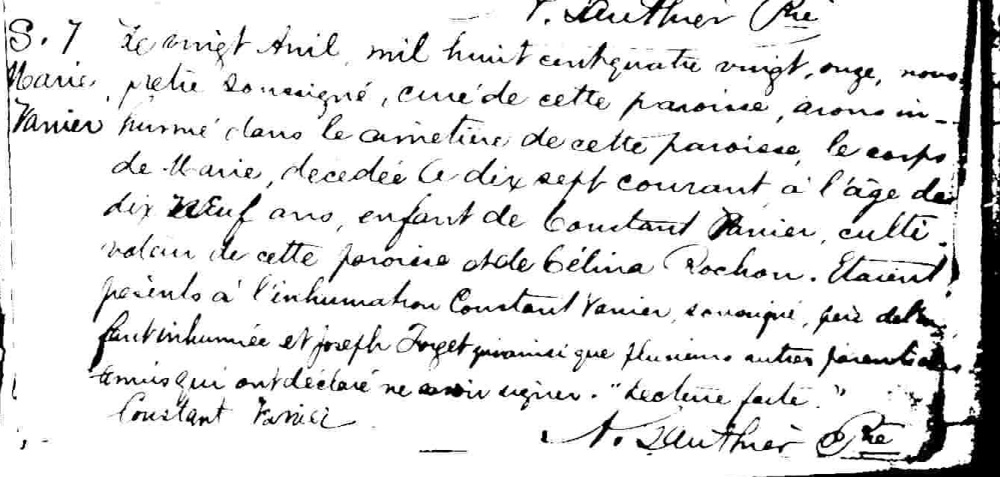 Gauthier Ptre
S. 7 Le vingt Avril, mil huit cent quatre vingt, onze, nous
Marie prêtre soussigné, curé de cette paroisse, avons in-
Vanier humé dans le cimetière de cette paroisse, le corps
de Marie, décédée le dix sept courant à l'âge de
dix neuf ans, enfant de Constant Vanier, culti-
vateur de cette paroisse et de Célina Rochon. Etaient
présents à l'inhumation Constant Vanier, soussigné, père de l'en-
fant inhumée et Joseph Forget ainsi que plusieurs autres parents
amis qui ont déclaré ne savoir signer. "Lecture faite."
Constant Vanier
Gauthier Ptre